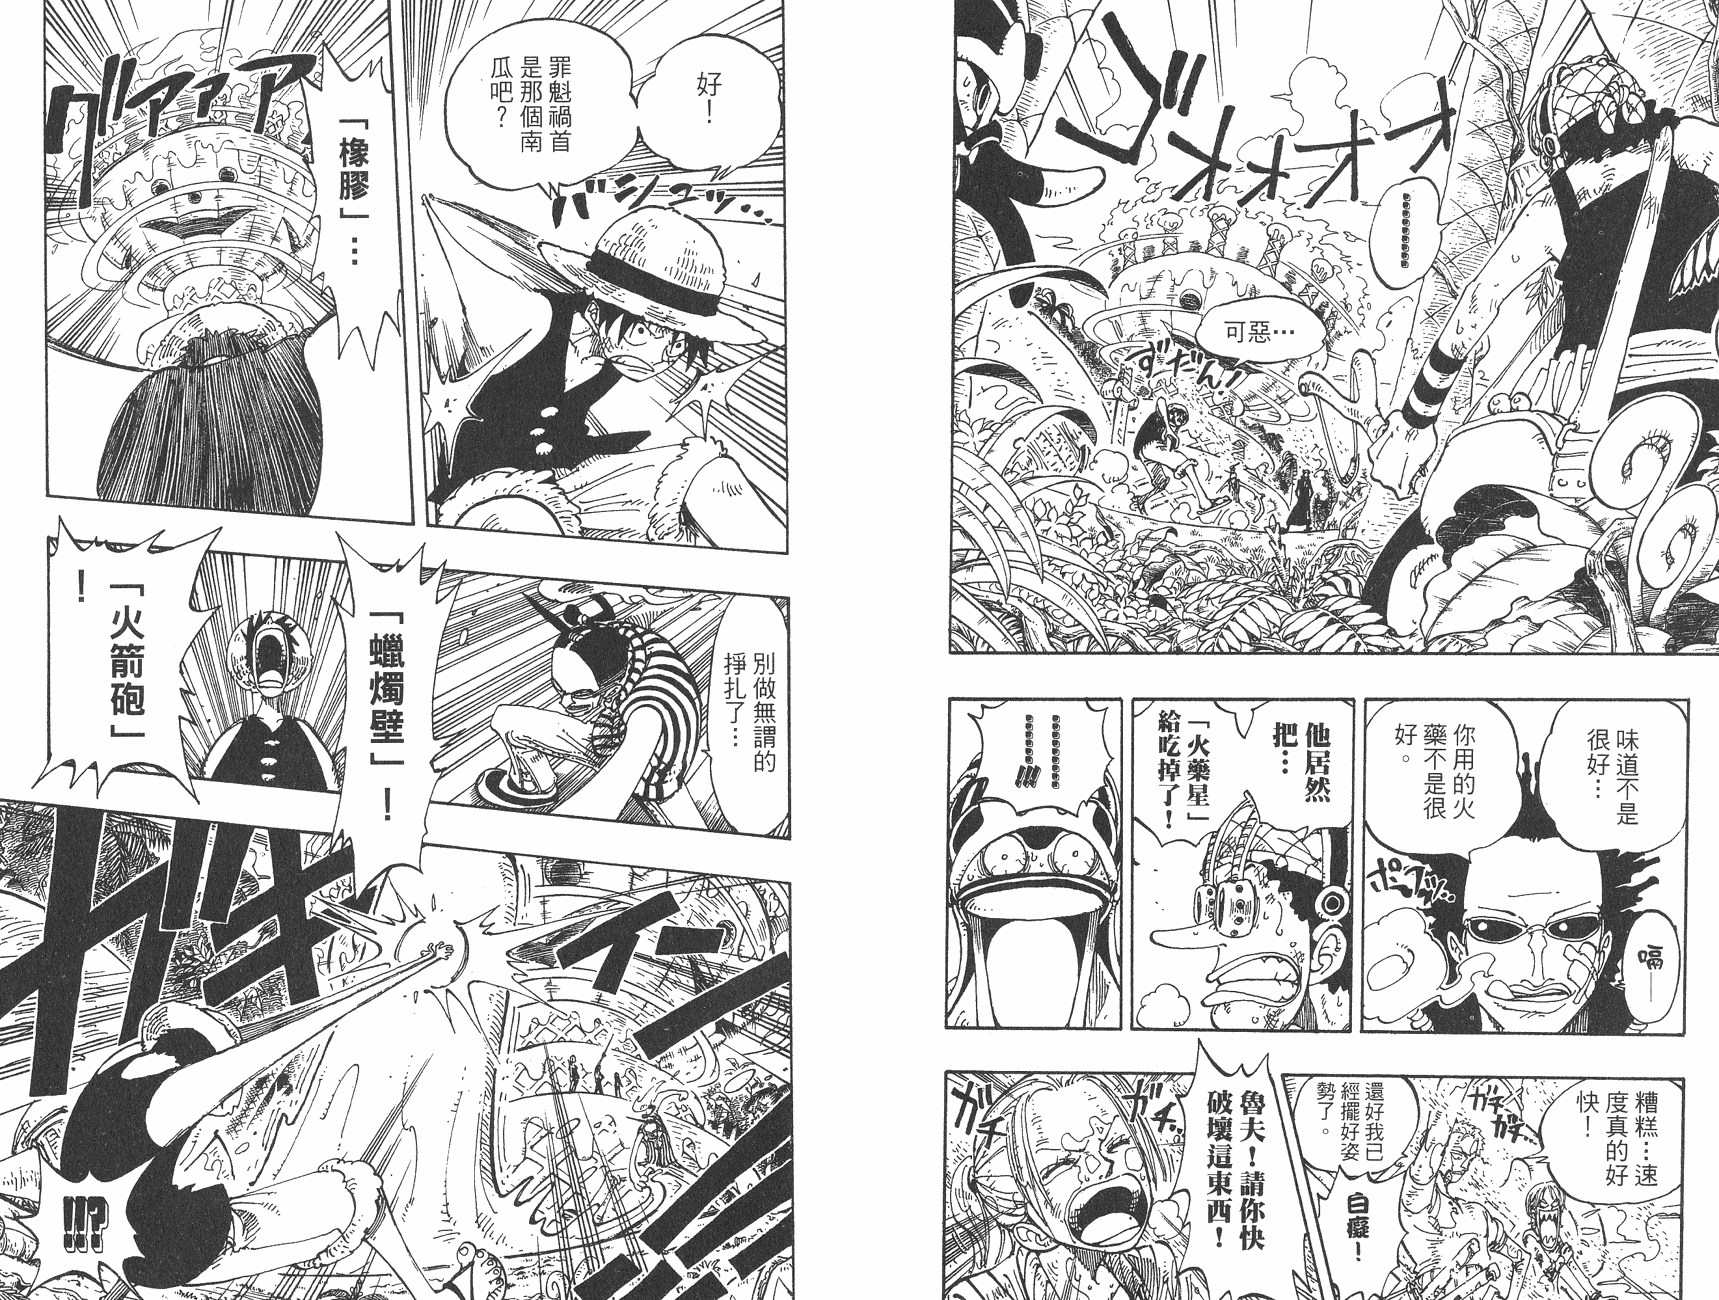 ゴオオオオ
………
可惡…
ずだん！
味道不是
很好…
你用的火
藥不是很
好。
ボフッ…
嗝—
他居然
把…
「火藥星」
給吃掉了！
………!!!
糟糕…速
度真的好
快！
ガチガチ…
還好我已
經擺好姿
勢了。
白癡！
魯夫！請你快
破壞這東西！
ガチ
ガチ
好！
罪魁禍首
是那個南
瓜吧？
バシュッ…
「橡膠」…
グアアア
別做無謂的
掙扎了…
「蠟燭壁」！
「火箭砲」
！
ガキィーン
!!?